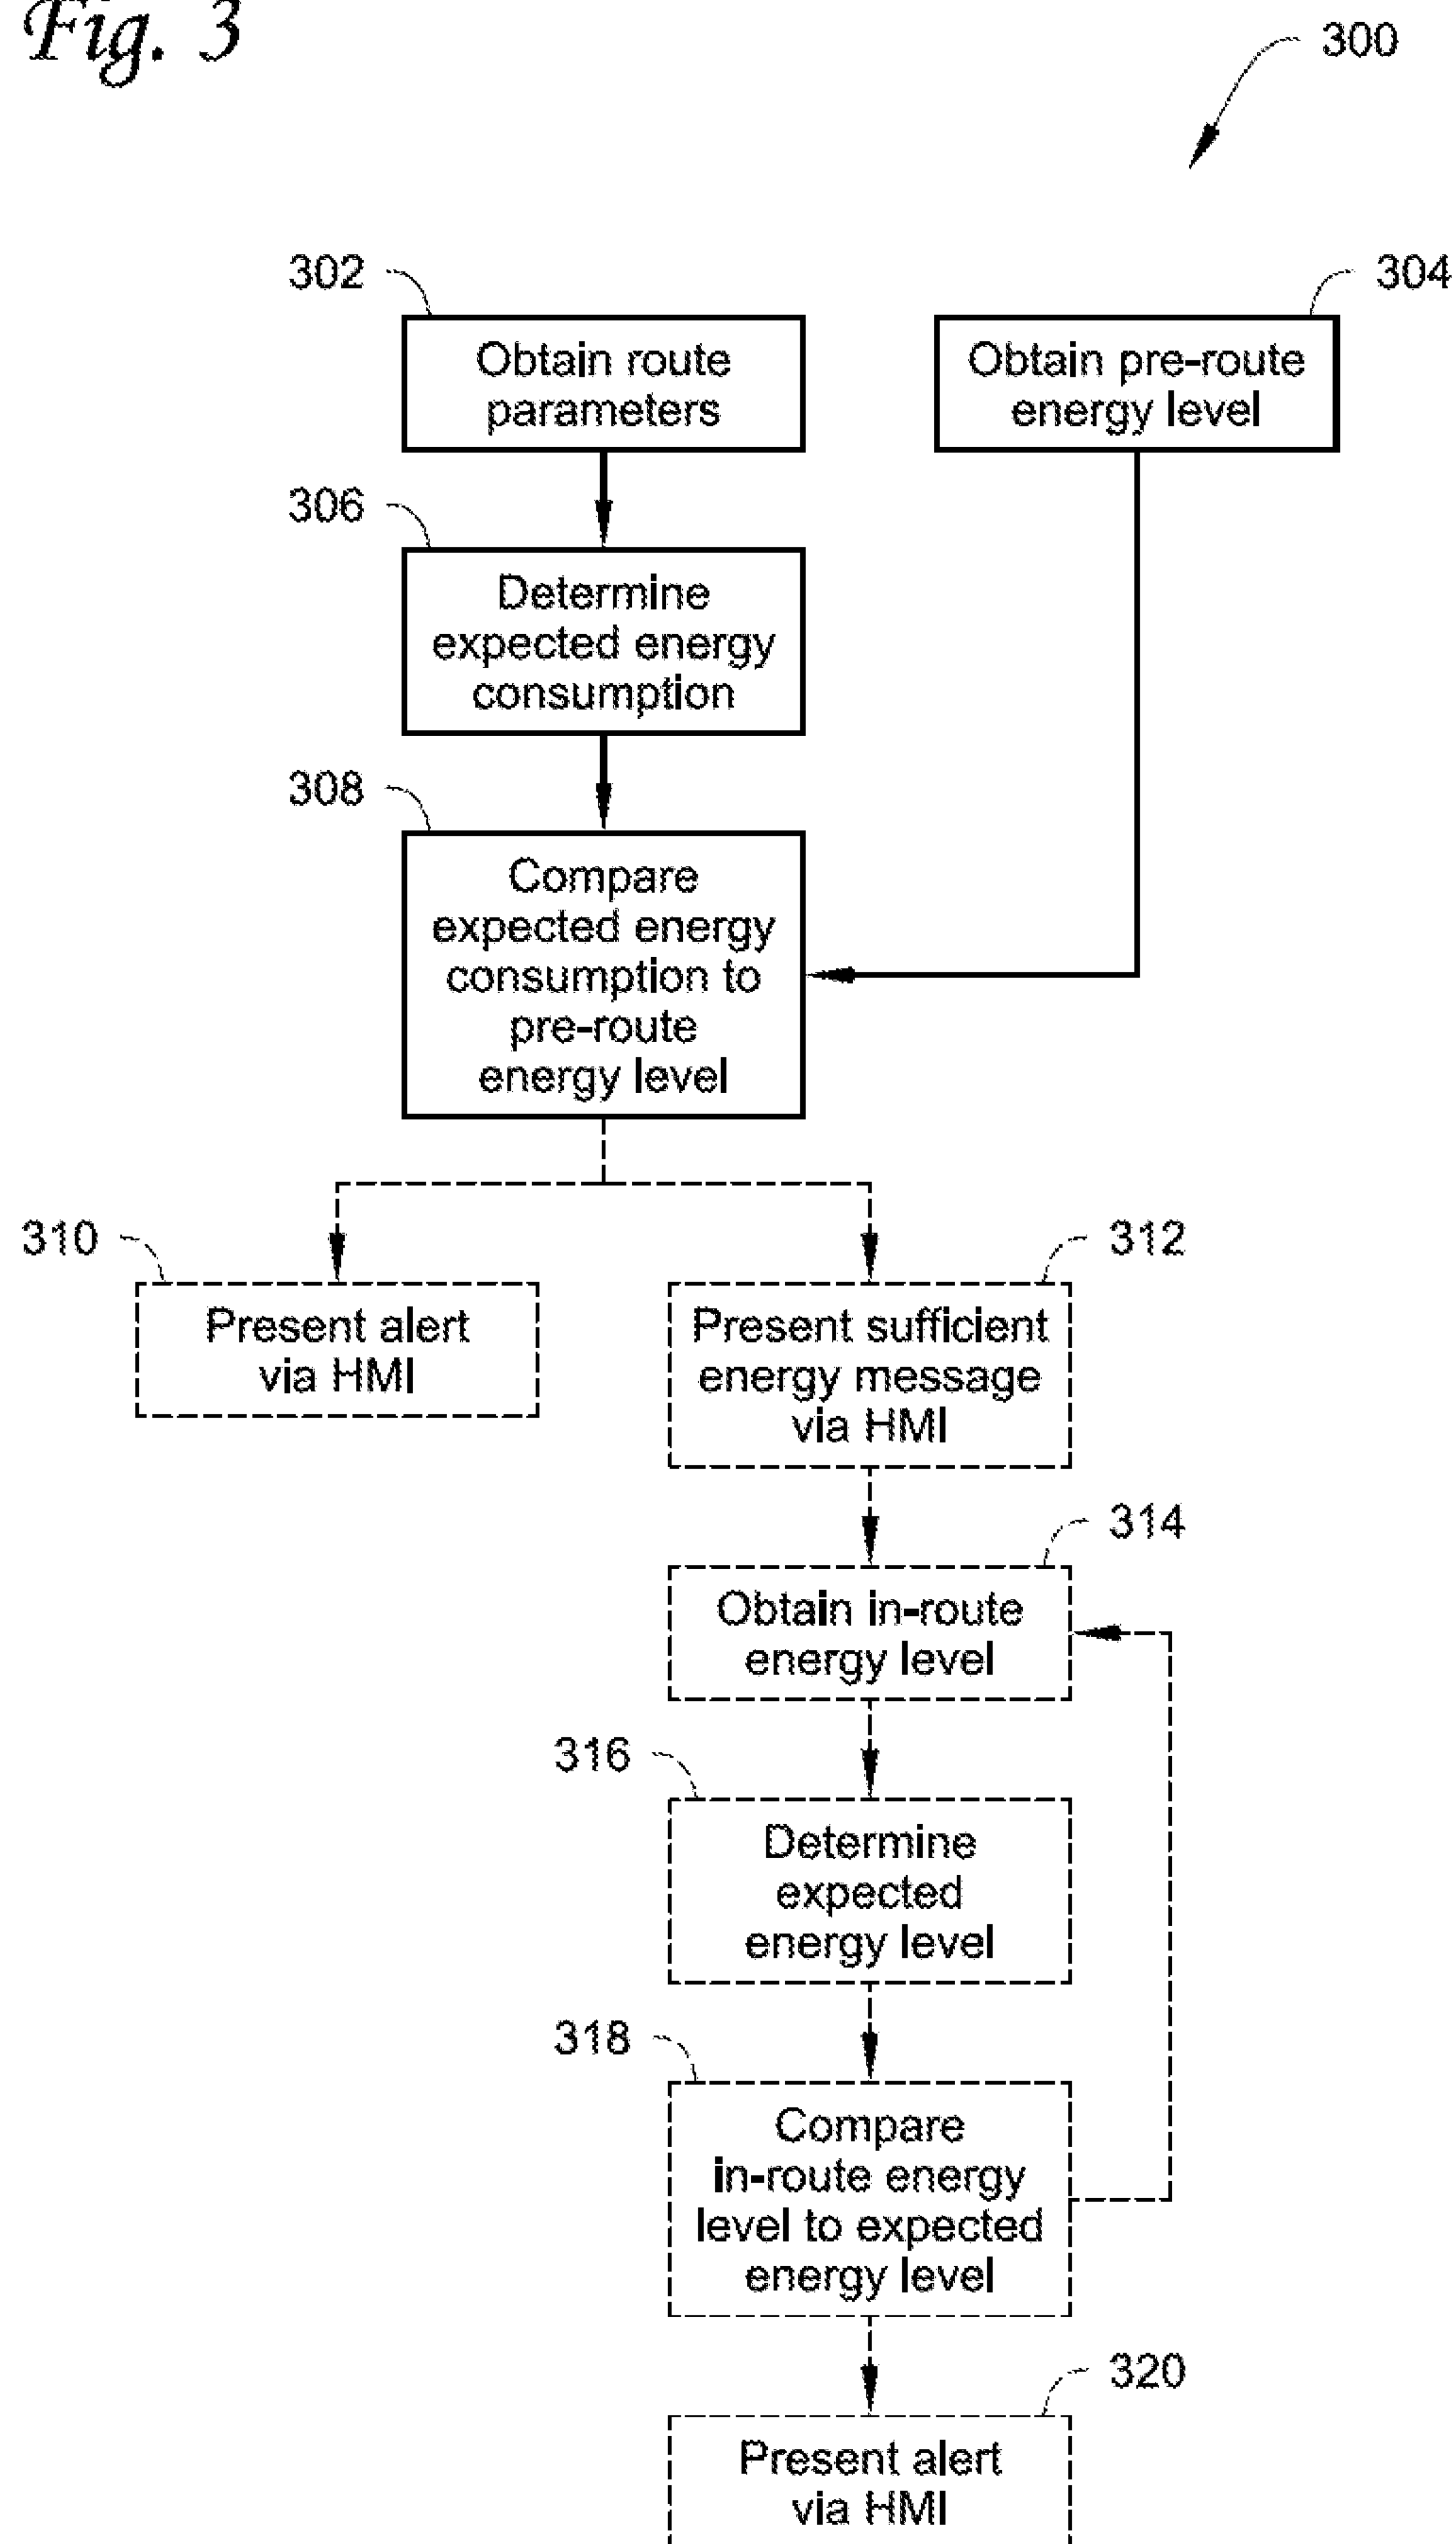 Fig. 3
300
302
304
Obtain route
parameters
Obtain pre-route
energy level
306
Determine
expected energy
consumption
308
Compare
expected energy
consumption to
pre-route
energy level
310
312
Present alert
via HMI
Present sufficient
energy message
via HMI
314
Obtain in-route
energy level
316
Determine
expected
energy level
318
Compare
in-route energy
level to expected
energy level
320
Present alert
via HMI